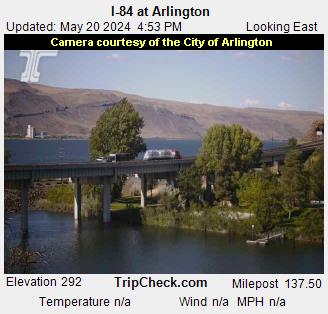 I-84 at Arlington
Updated: May 20 2024 4:53 PM Looking East
Camera courtesy of the City of Arlington
Elevation 292 TripCheck.com Milepost 137.50
Temperature n/a Wind n/a MPH n/a